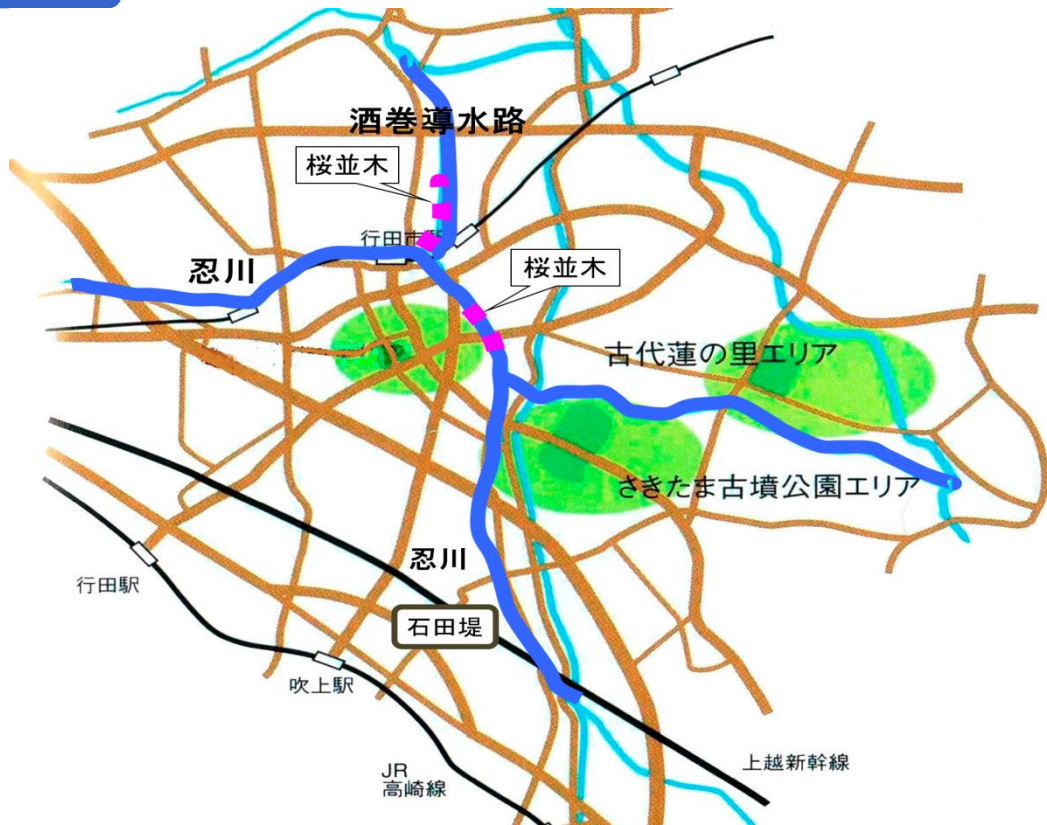 酒巻導水路
桜並木
行田市駅
忍川
桜並木
古代蓮の里エリア
さきたま古墳公園エリア
忍川
行田駅
石田堤
吹上駅
上越新幹線
JR
高崎線